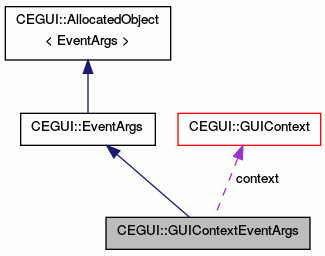 CEGUI::AllocatedObject
< EventArgs >
CEGUI::EventArgs
CEGUI::GUIContext
context
CEGUI::GUIContextEventArgs